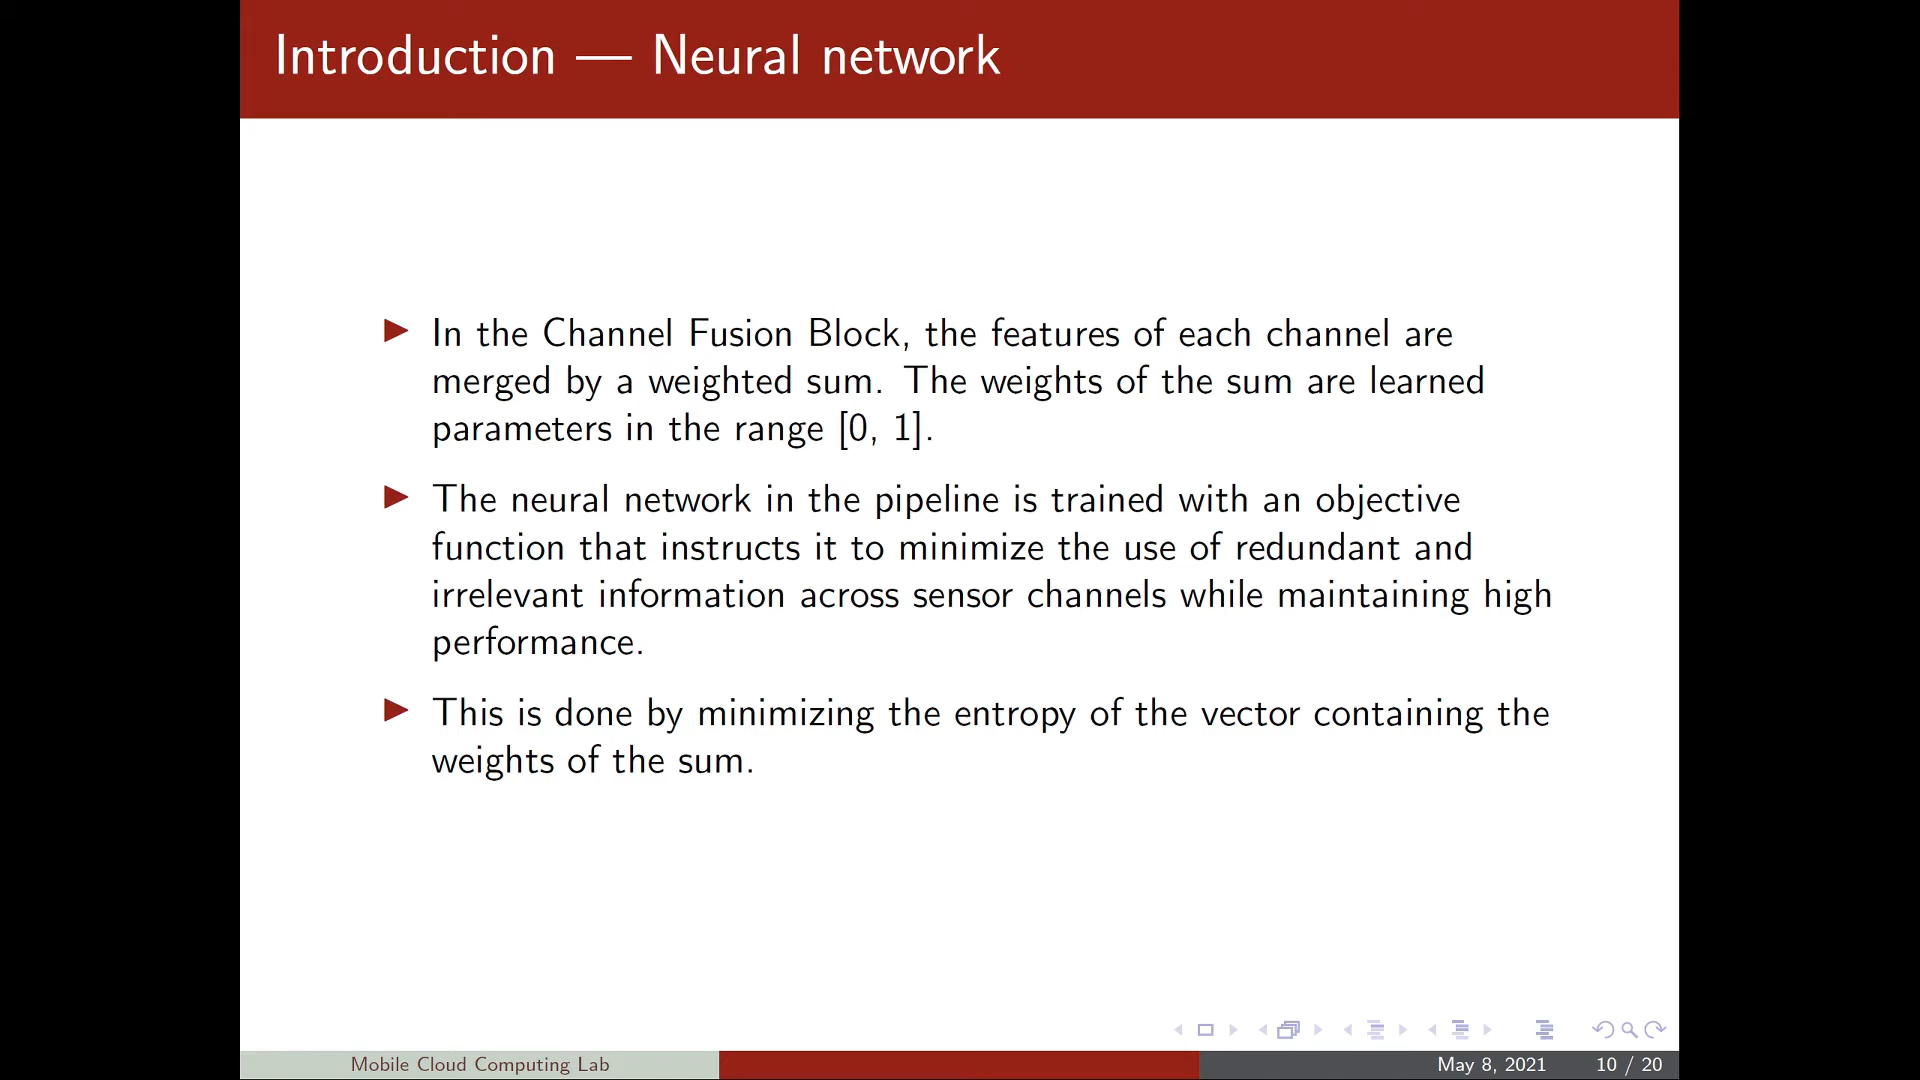 Introduction — Neural network
In the Channel Fusion Block, the features of each channel are
merged by a weighted sum. The weights of the sum are learned
parameters in the range [0, 1].
The neural network in the pipeline is trained with an objective
function that instructs it to minimize the use of redundant and
irrelevant information across sensor channels while maintaining high
performance.
This is done by minimizing the entropy of the vector containing the
weights of the sum.
Mobile Cloud Computing Lab
May 8, 2021
10 / 20